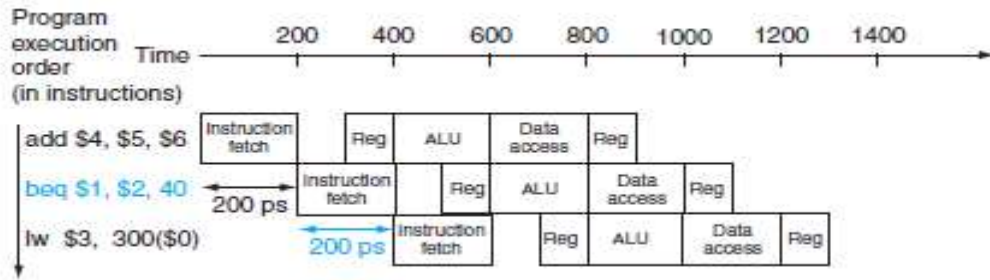 Program
execution
order
(in instructions)
Time
200 400 600 800 1000 1200 1400
add $4, $5, $6
Instruction
fetch
Reg
ALU
Data
access
Reg
beq $1, $2, 40
200 ps
Instruction
fetch
Reg
ALU
Data
access
Reg
lw $3, 300($0)
200 ps
Instruction
fetch
Reg
ALU
Data
access
Reg